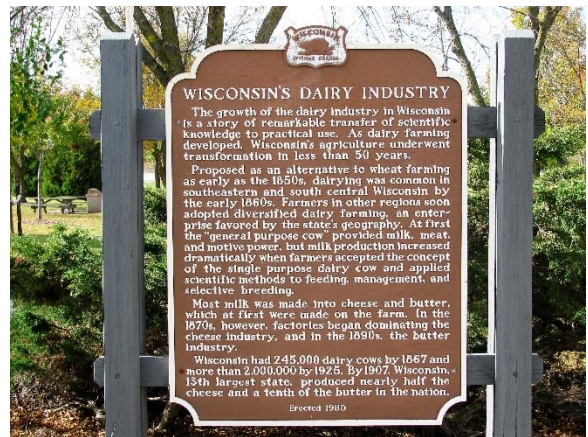 WISCONSIN
WISCONSIN'S DAIRY INDUSTRY
The growth of the dairy industry in Wisconsin
is a story of remarkable transfer of scientific
knowledge to practical use. As dairy farming
developed, Wisconsin's agriculture underwent
transformation in less than 50 years.
Proposed as an alternative to wheat farming
as early as the 1850s, dairying was common in
southeastern and south central Wisconsin by
the early 1860s. Farmers in other regions soon
adopted diversified dairy farming, an enter-
prise favored by the state's geography. At first
the "general purpose cow" provided milk, meat,
and motive power, but milk production increased
dramatically when farmers accepted the concept
of the single purpose dairy cow and applied
scientific methods to feeding, management, and
selective breeding.
Most milk was made into cheese and butter,
which at first were made on the farm. In the
1870s, however, factories began dominating the
cheese industry, and in the 1890s, the butter
industry.
Wisconsin had 245,000 dairy cows by 1867 and
more than 2,000,000 by 1925. By 1907, Wisconsin,
13th largest state, produced nearly half the
cheese and a tenth of the butter in the nation.
Erected 1980